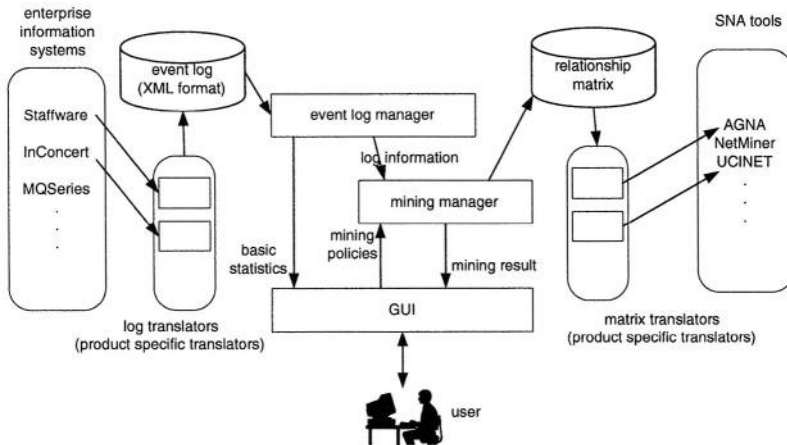 enterprise
information
systems
Staffware
InConcert
MQSeries
.
.
.
event log
(XML format)
log translators
(product specific translators)
event log manager
log information
mining manager
basic
statistics
mining
policies
mining result
GUI
user
relationship
matrix
matrix translators
(product specific translators)
SNA tools
AGNA
NetMiner
UCINET
.
.
.